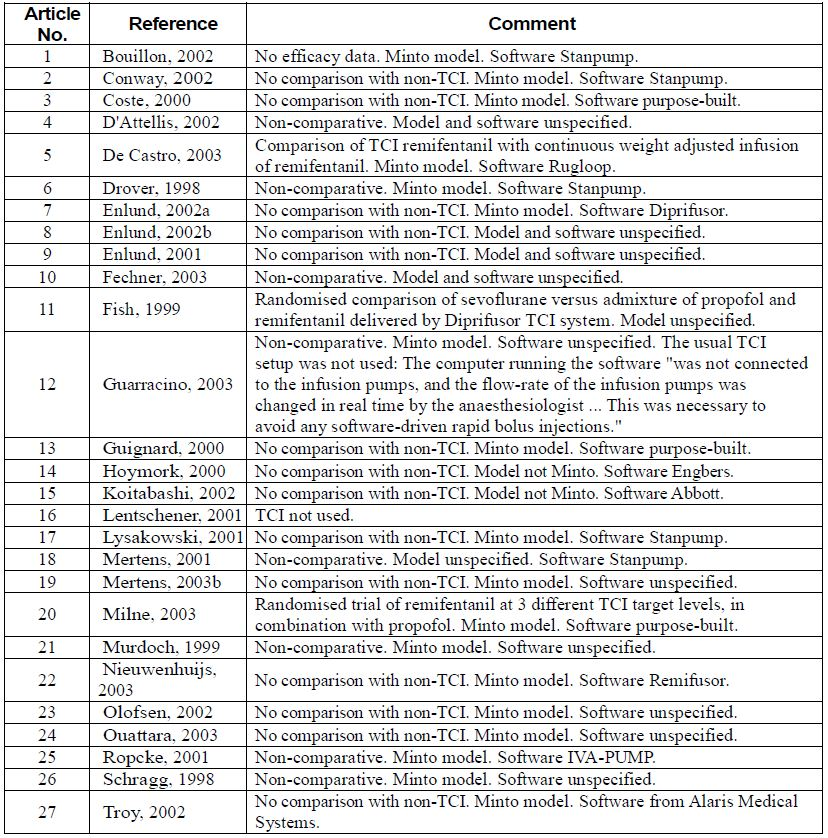 Article No. Reference Comment
1 Bouillon, 2002 No efficacy data. Minto model. Software Stanpump.
2 Conway, 2002 No comparison with non-TCI. Minto model. Software Stanpump.
3 Coste, 2000 No comparison with non-TCI. Minto model. Software purpose-built.
4 D'Attellis, 2002 Non-comparative. Model and software unspecified.
5 De Castro, 2003 Comparison of TCI remifentanil with continuous weight adjusted infusion
of remifentanil. Minto model. Software Rugloop.
6 Drover, 1998 Non-comparative. Minto model. Software Stanpump.
7 Enlund, 2002a No comparison with non-TCI. Minto model. Software Diprifusor.
8 Enlund, 2002b No comparison with non-TCI. Model and software unspecified.
9 Enlund, 2001 No comparison with non-TCI. Model and software unspecified.
10 Fechner, 2003 Non-comparative. Model and software unspecified.
11 Fish, 1999 Randomised comparison of sevoflurane versus admixture of propofol and
remifentanil delivered by Diprifusor TCI system. Model unspecified.
12 Guarracino, 2003 Non-comparative. Minto model. Software unspecified. The usual TCI
setup was not used: The computer running the software "was not connected
to the infusion pumps, and the flow-rate of the infusion pumps was
changed in real time by the anaesthesiologist ... This was necessary to
avoid any software-driven rapid bolus injections."
13 Guignard, 2000 No comparison with non-TCI. Minto model. Software purpose-built.
14 Hoymork, 2000 No comparison with non-TCI. Model not Minto. Software Engbers.
15 Koitabashi, 2002 No comparison with non-TCI. Model not Minto. Software Abbott.
16 Lentschener, 2001 TCI not used.
17 Lysakowski, 2001 No comparison with non-TCI. Minto model. Software Stanpump.
18 Mertens, 2001 Non-comparative. Model unspecified. Software Stanpump.
19 Mertens, 2003b No comparison with non-TCI. Minto model. Software unspecified.
20 Milne, 2003 Randomised trial of remifentanil at 3 different TCI target levels, in
combination with propofol. Minto model. Software purpose-built.
21 Murdoch, 1999 Non-comparative. Minto model. Software unspecified.
22 Nieuwenhuijs, 2003 No comparison with non-TCI. Minto model. Software Remifusor.
23 Olofsen, 2002 No comparison with non-TCI. Minto model. Software unspecified.
24 Ouattara, 2003 No comparison with non-TCI. Minto model. Software unspecified.
25 Ropcke, 2001 Non-comparative. Minto model. Software IVA-PUMP.
26 Schragg, 1998 Non-comparative. Minto model. Software unspecified.
27 Troy, 2002 No comparison with non-TCI. Minto model. Software from Alaris Medical
Systems.